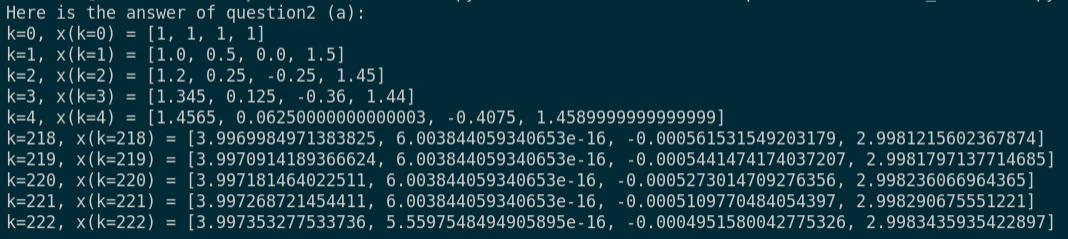 Here is the answer of question2 (a):
k=0, x(k=0) = [1, 1, 1, 1]
k=1, x(k=1) = [1.0, 0.5, 0.0, 1.5]
k=2, x(k=2) = [1.2, 0.25, -0.25, 1.45]
k=3, x(k=3) = [1.345, 0.125, -0.36, 1.44]
k=4, x(k=4) = [1.4565, 0.06250000000000003, -0.4075, 1.4589999999999999]
k=218, x(k=218) = [3.9969984971383825, 6.003844059340653e-16, -0.000561531549203179, 2.9981215602367874]
k=219, x(k=219) = [3.9970914189366624, 6.003844059340653e-16, -0.0005441474174037207, 2.9981797137714685]
k=220, x(k=220) = [3.997181464022511, 6.003844059340653e-16, -0.0005273014709276356, 2.998236066964365]
k=221, x(k=221) = [3.997268721454411, 6.003844059340653e-16, -0.0005109770484054397, 2.998290675551221]
k=222, x(k=222) = [3.997353277533736, 5.5597548494905895e-16, -0.0004951580042775326, 2.9983435935422897]